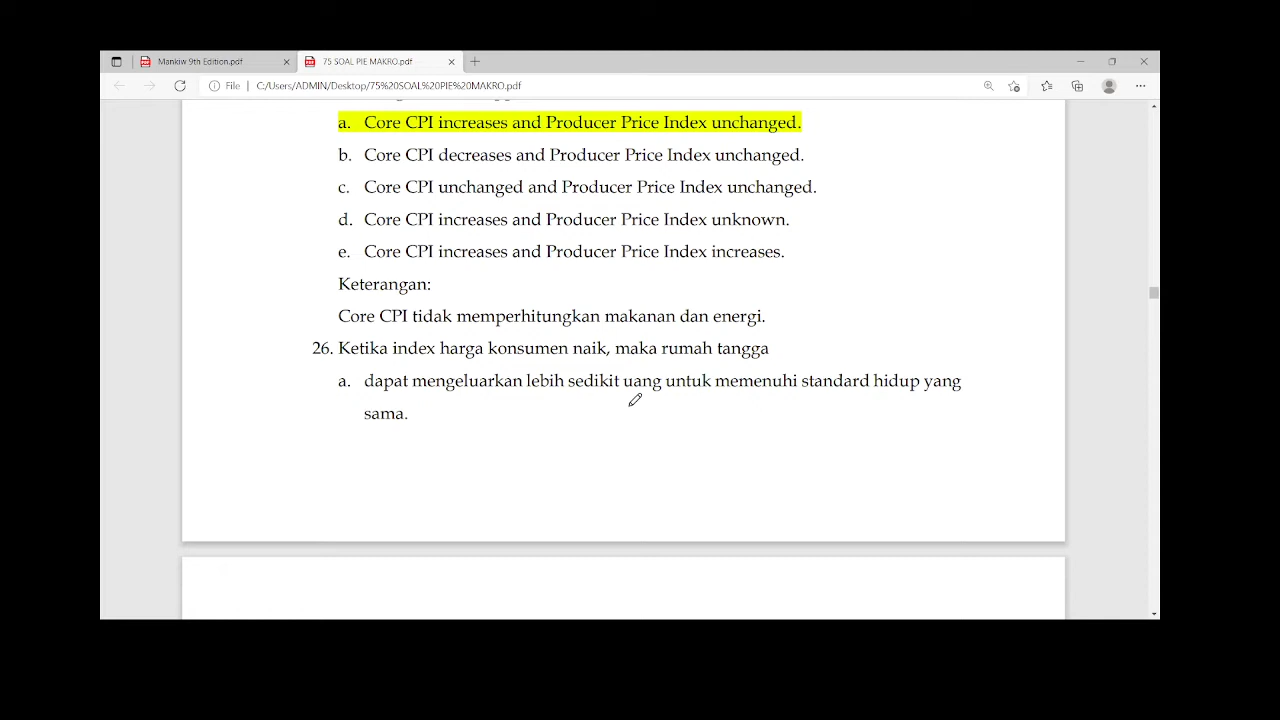 Mankiw 9th Edition.pdf
75 SOAL PIE MAKRO.pdf
File
C:/Users/ADMIN/Desktop/75%20SOAL%20PIE%20MAKRO.pdf
a. Core CPI increases and Producer Price Index unchanged.
b. Core CPI decreases and Producer Price Index unchanged.
c. Core CPI unchanged and Producer Price Index unchanged.
d. Core CPI increases and Producer Price Index unknown.
e. Core CPI increases and Producer Price Index increases.
Keterangan:
Core CPI tidak memperhitungkan makanan dan energi.
26. Ketika index harga konsumen naik, maka rumah tangga
a. dapat mengeluarkan lebih sedikit uang untuk memenuhi standard hidup yang
sama.